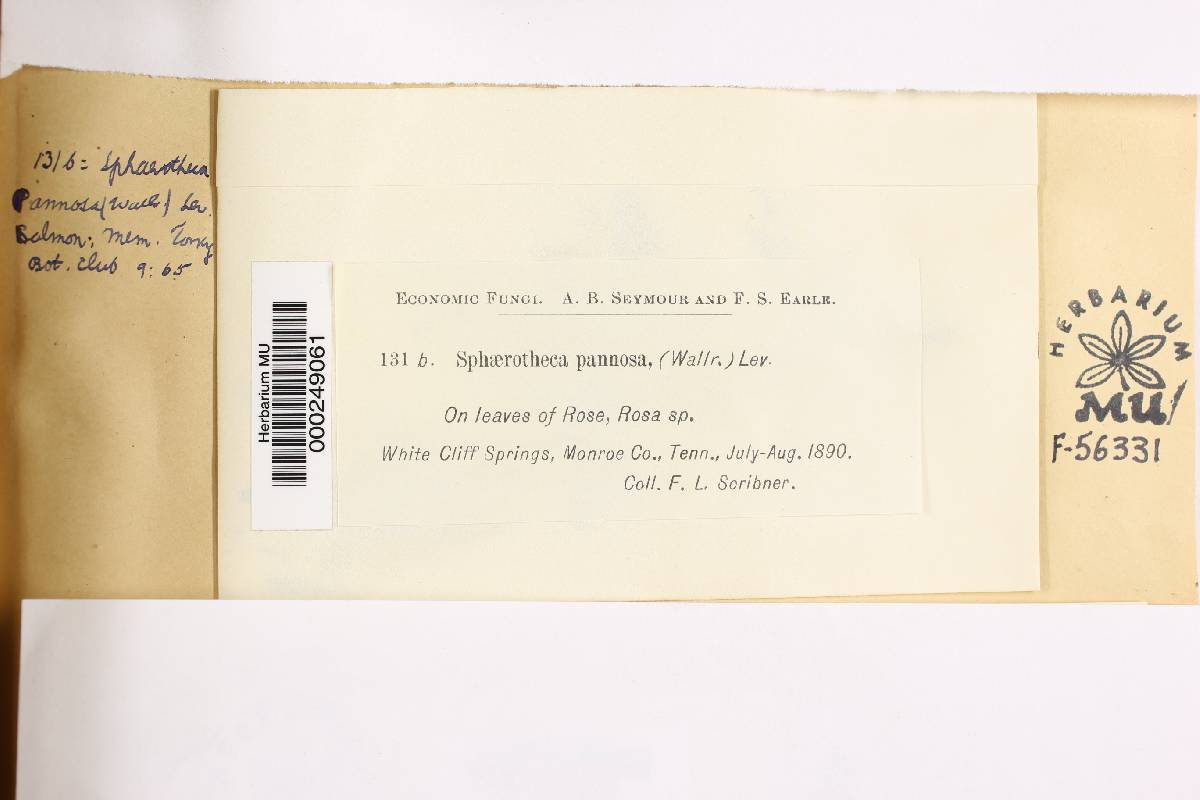 131 b = Sphaerotheca
Pannosa (Wallr) Lev.
Salmon; Mem. Torrey
Bot. Club 9: 65
Herbarium MU
0000249061
Economic Fungi. A. B. Seymour and F. S. Earle.
131 b. Sphærotheca pannosa, (Wallr.) Lev.
On leaves of Rose, Rosa sp.
White Cliff Springs, Monroe Co., Tenn., July-Aug. 1890.
Coll. F. L. Scribner.
HERBARIUM
MU/
F-56331